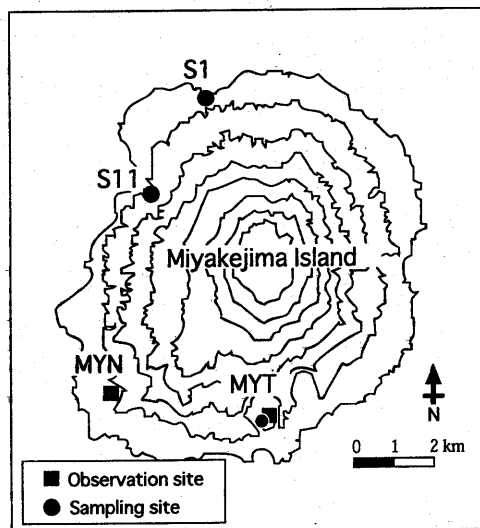 S1
S11
Miyakejima Island
MYN
MYT
N
0 1 2 km
Observation site
Sampling site